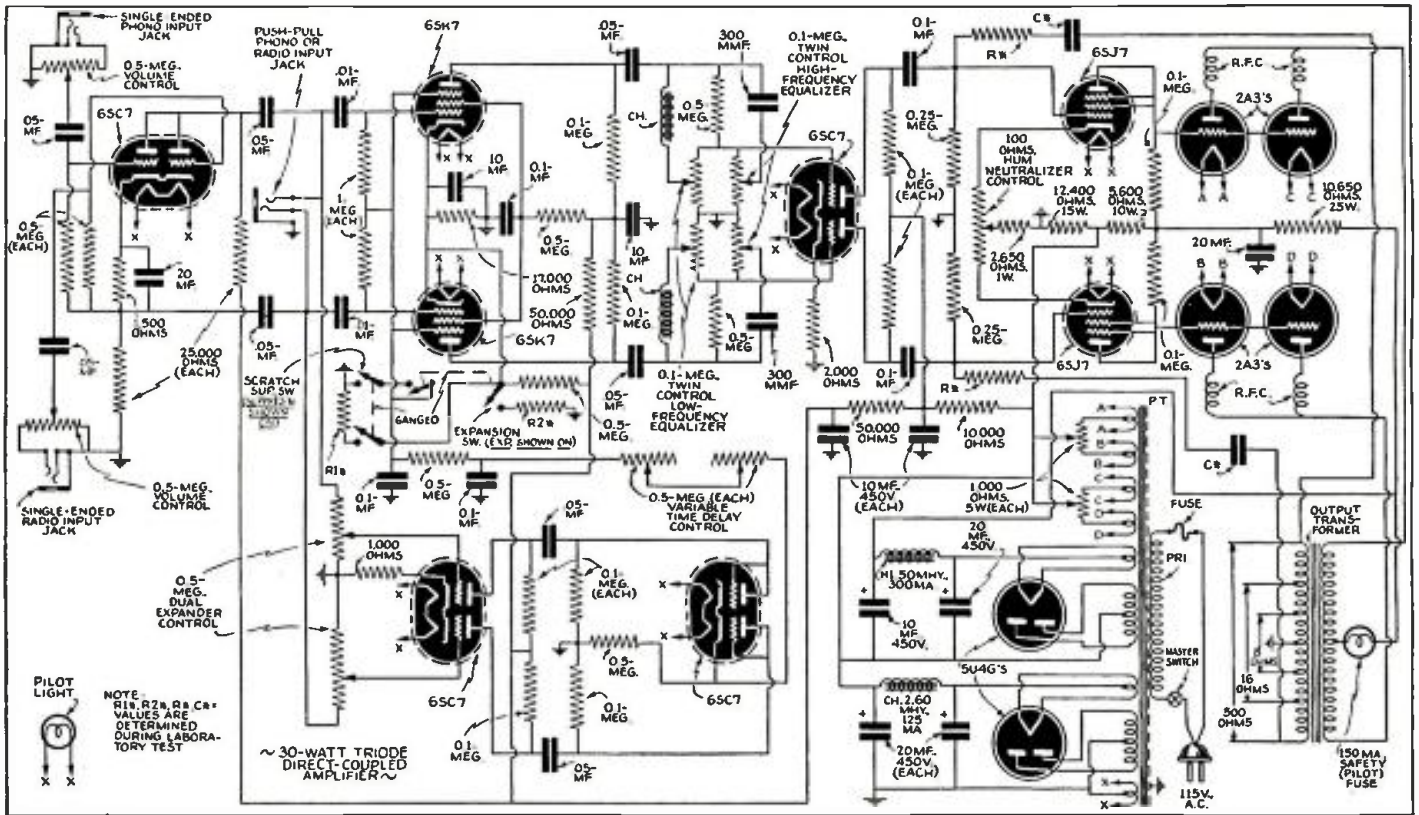 SINGLE-ENDED
PHONO INPUT
JACK
0.5-MEG.
VOLUME
CONTROL
6SC7
.05-
MF.
PUSH-PULL
PHONO OR
RADIO INPUT
JACK
.05-
MF.
.01-
MF.
6SK7
.05-
MF.
300
MMF.
0.1-MEG.
TWIN
CONTROL
HIGH-
FREQUENCY
EQUALIZER
0.1-
MF.
R*
C*
6SJ7
0.1-
MEG.
R.F.C
2A3'S
0.5-
MEG
(EACH)
20
MF.
500
OHMS
25,000
OHMS
(EACH)
.05-
MF.
1-
MEG
(EACH)
.01-
MF.
10
MF.
0.1-
MF
0.5-
MEG.
17,000
OHMS
50,000
OHMS
6SK7
0.1-
MEG
CH.
0.5
MEG.
10
MF
CH
0.1-
MEG.
0.5-
MEG
.05-
MF
300
MMF
6SC7
0.1-MEG.
TWIN
CONTROL
LOW-
FREQUENCY
EQUALIZER
2,000
OHMS
0.25-
MEG.
0.1-
MEG
(EACH)
0.25-
MEG
0.1-
MF
R*
100
OHMS,
HUM
NEUTRALIZER
CONTROL
12,400
OHMS,
15W.
5,600
OHMS,
10W.
2,650
OHMS,
1W.
10,650
OHMS,
25W.
20 MF.
6SJ7
0.1-
MEG.
2A3'S
R.F.C.
A
A
C
C
B
B
D
D
0.5-MEG.
VOLUME
CONTROL
SINGLE-ENDED
RADIO INPUT
JACK
SCRATCH
SUP. SW
GANGED
R1*
EXPANSION
SW. (EXP. SHOWN ON)
R2*
0.5-
MEG.
0.1-
MF
0.5-
MEG
0.1-
MF
0.5-MEG (EACH)
VARIABLE
TIME DELAY
CONTROL
50,000
OHMS
10,000
OHMS
10 MF.
450V.
(EACH)
1,000
OHMS,
5W (EACH)
A
A
B
B
C
C
D
D
PT
FUSE
PRI
C*
OUTPUT
TRANS-
FORMER
0.5-
MEG.
DUAL
EXPANDER
CONTROL
1,000
OHMS
6SC7
.05-
MF
0.1-
MEG
(EACH)
0.5-
MEG
6SC7
0.1-
MEG
0.1-
MEG
.05-
MF
20
MF.
450V.
CH1.50MHY.,
300MA
10
MF
450V.
5U4G'S
CH.2.60
MHY.
125
MA
20MF.
450V.
(EACH)
MASTER
SWITCH
115V.
A.C.
16
OHMS
500
OHMS
150 MA.
SAFETY
(PILOT)
FUSE
PILOT
LIGHT
X X
NOTE-
R1*, R2*, R*, C*=
VALUES ARE
DETERMINED
DURING LABORA-
TORY TEST
~ 30-WATT TRIODE
DIRECT-COUPLED
AMPLIFIER ~